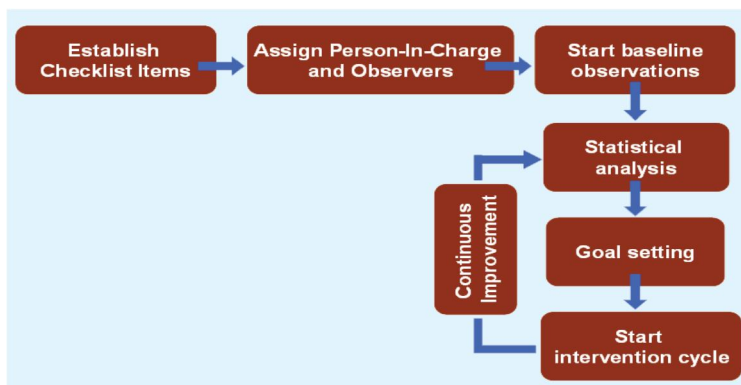 Establish
Checklist Items
Assign Person-In-Charge
and Observers
Start baseline
observations
Statistical
analysis
Goal setting
Start
intervention cycle
Continuous
Improvement